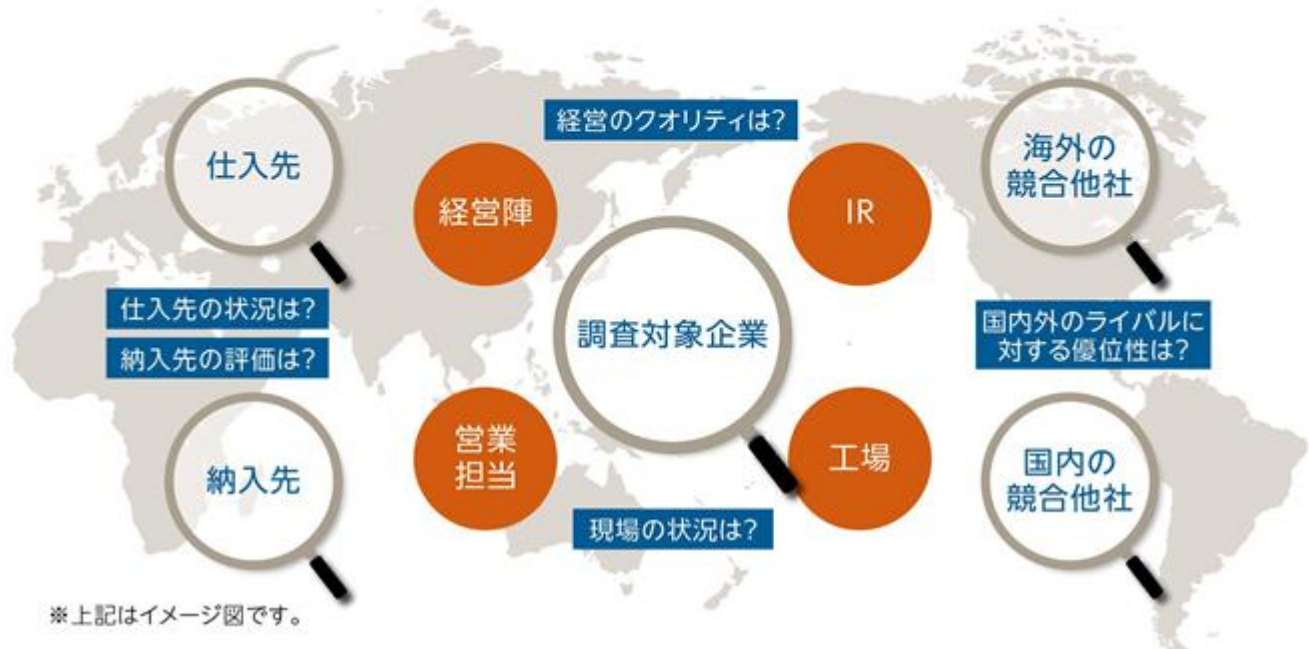 経営のクオリティは?
仕入先
経営陣
IR
海外の
競合他社
仕入先の状況は?
納入先の評価は?
調査対象企業
国内外のライバルに
対する優位性は?
納入先
営業
担当
工場
国内の
競合他社
現場の状況は?
※上記はイメージ図です。